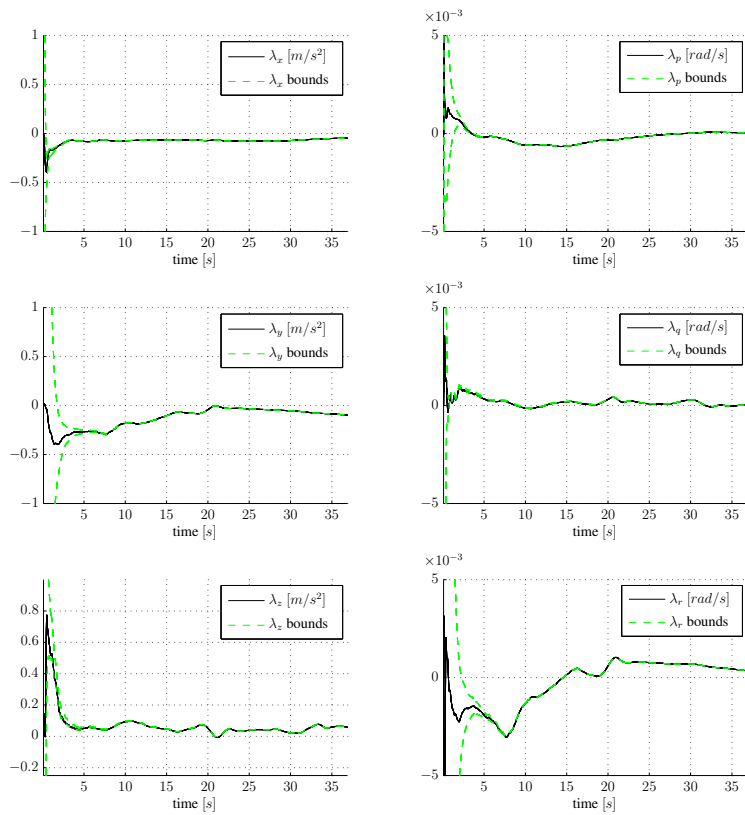 1
0.5
0
−0.5
−1
5 10 15 20 25 30 35
time [s]
λx [m/s²]
λx bounds
×10⁻³
5
0
−5
5 10 15 20 25 30 35
time [s]
λp [rad/s]
λp bounds
1
0.5
0
−0.5
−1
5 10 15 20 25 30 35
time [s]
λy [m/s²]
λy bounds
×10⁻³
5
0
−5
5 10 15 20 25 30 35
time [s]
λq [rad/s]
λq bounds
0.8
0.6
0.4
0.2
0
−0.2
5 10 15 20 25 30 35
time [s]
λz [m/s²]
λz bounds
×10⁻³
5
0
−5
5 10 15 20 25 30 35
time [s]
λr [rad/s]
λr bounds